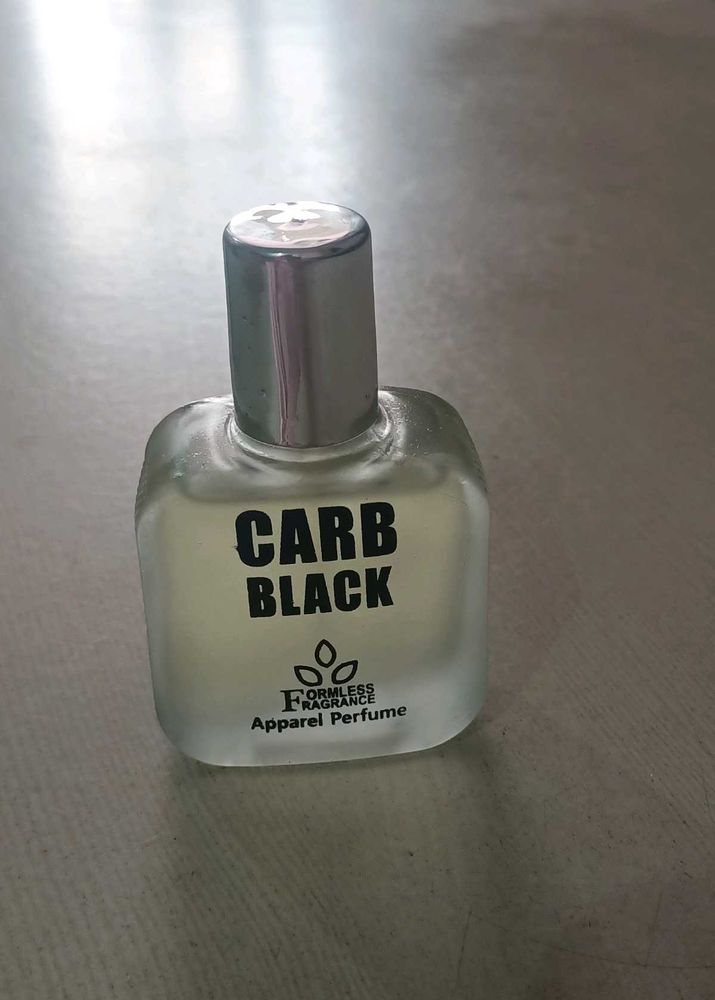 CARB
BLACK
FORMLESS
FRAGRANCE
Apparel Perfume